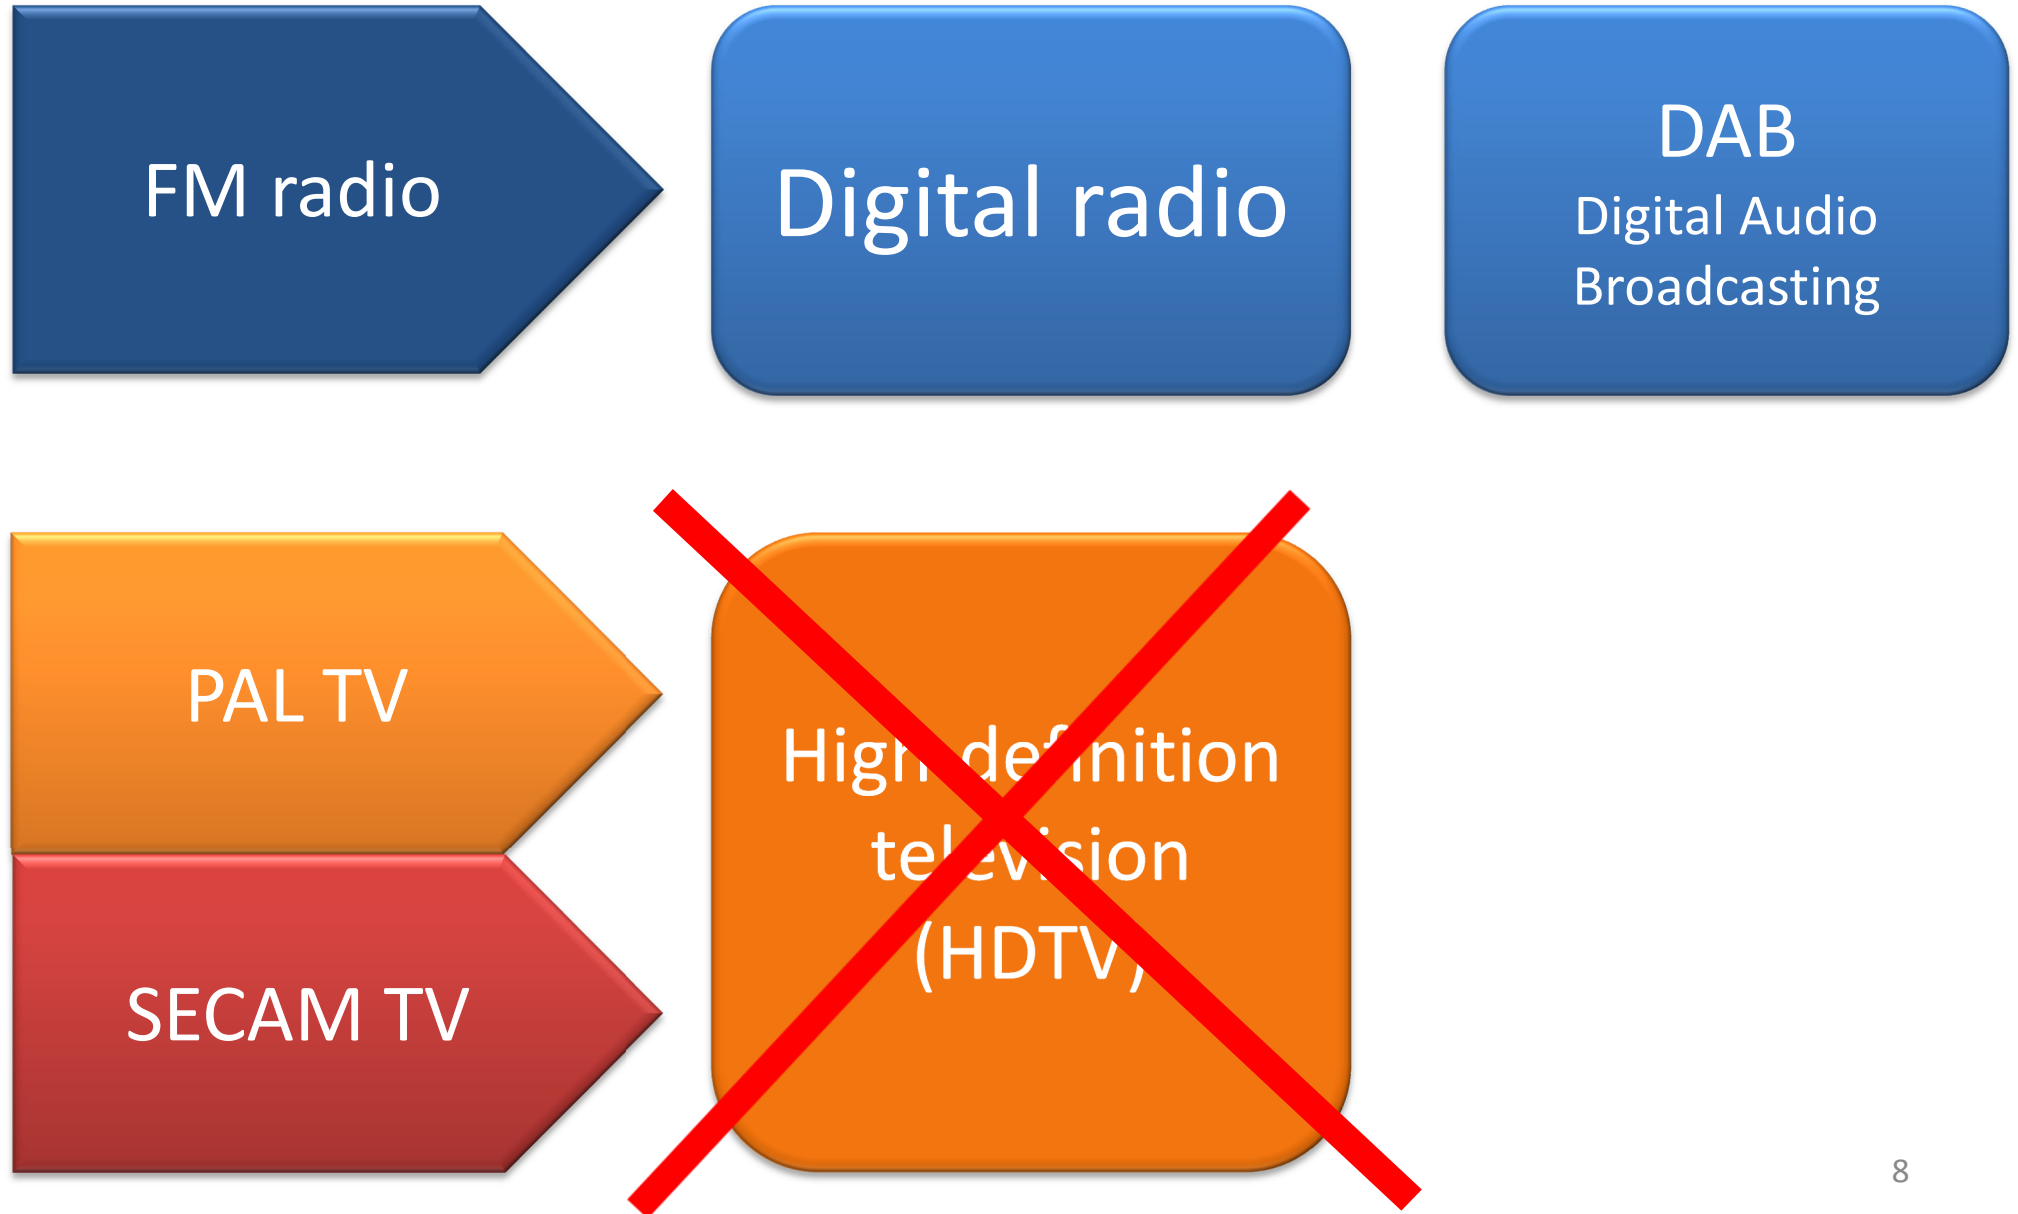 FM radio
Digital radio
DAB
Digital Audio
Broadcasting
PAL TV
SECAM TV
High definition
television
(HDTV)
8